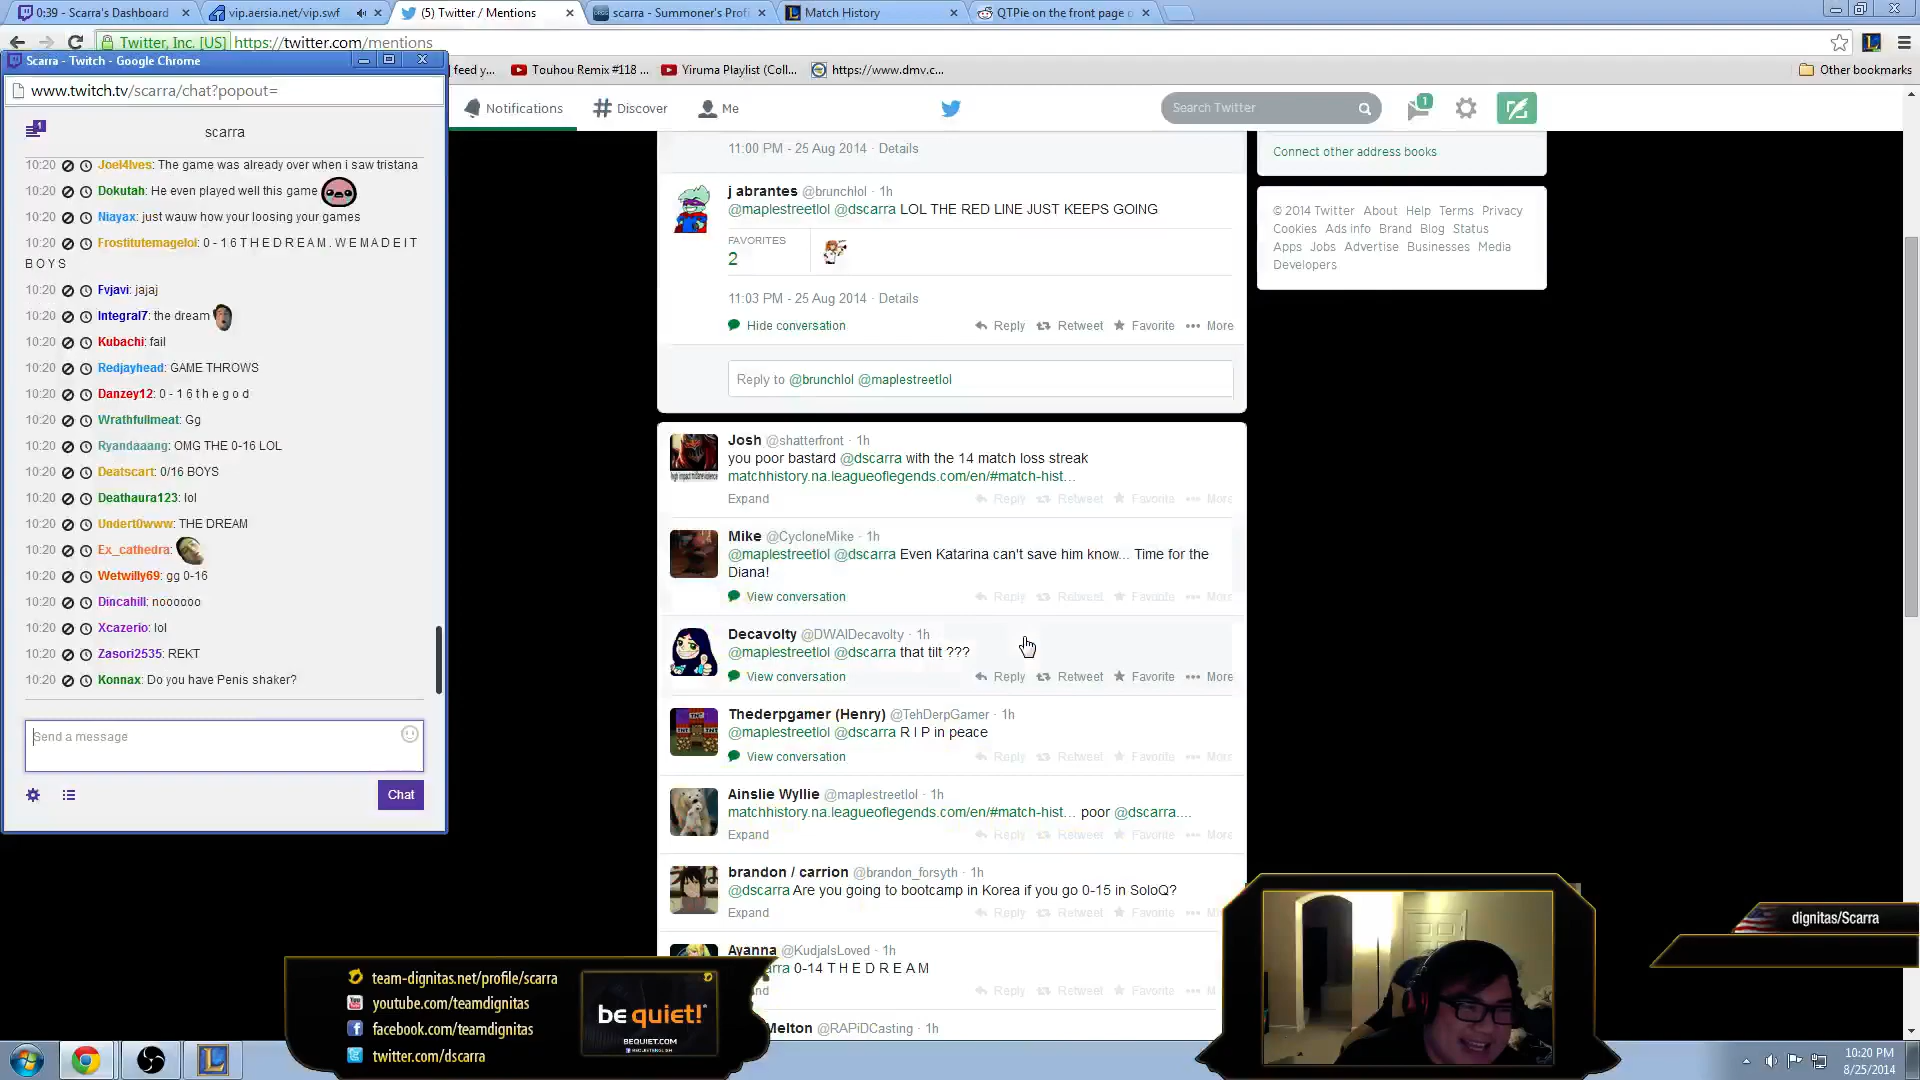 0:39 - Scarra's Dashboard
vip.aersia.net/vip.swf
(5) Twitter / Mentions
scarra - Summoner's Profi
Match History
QTPie on the front page o
Twitter, Inc. [US] https://twitter.com/mentions
Scarra - Twitch - Google Chrome
feed y...
Touhou Remix #118 ...
Yiruma Playlist (Coll...
https://www.dmv.c...
Other bookmarks
www.twitch.tv/scarra/chat?popout=
1
scarra
10:20 Joel4lves: The game was already over when i saw tristana
10:20 Dokutah: He even played well this game
10:20 Niayax: just wauw how your loosing your games
10:20 Frostitutemageloi: 0 - 1 6 T H E D R E A M . W E M A D E I T
B O Y S
10:20 Fvjavi: jajaj
10:20 Integral7: the dream
10:20 Kubachi: fail
10:20 Redjayhead: GAME THROWS
10:20 Danzey12: 0 - 1 6 t h e g o d
10:20 Wrathfullmeat: Gg
10:20 Ryandaaang: OMG THE 0-16 LOL
10:20 Deatscart: 0/16 BOYS
10:20 Deathaura123: lol
10:20 Undert0www: THE DREAM
10:20 Ex_cathedra:
10:20 Wetwilly69: gg 0-16
10:20 Dincahill: noooooo
10:20 Xcazerio: lol
10:20 Zasori2535: REKT
10:20 Konnax: Do you have Penis shaker?
Send a message
Chat
Notifications
Discover
Me
Search Twitter
1
11:00 PM - 25 Aug 2014 · Details
j abrantes @brunchlol · 1h
@maplestreetlol @dscarra LOL THE RED LINE JUST KEEPS GOING
FAVORITES
2
11:03 PM - 25 Aug 2014 · Details
Hide conversation
Reply Retweet Favorite More
Reply to @brunchlol @maplestreetlol
Josh @shatterfront · 1h
you poor bastard @dscarra with the 14 match loss streak
matchhistory.na.leagueoflegends.com/en/#match-hist...
Expand
Reply Retweet Favorite More
Mike @CycloneMike · 1h
@maplestreetlol @dscarra Even Katarina can't save him know... Time for the
Diana!
View conversation
Reply Retweet Favorite More
Decavolty @DWAIDecavolty · 1h
@maplestreetlol @dscarra that tilt ???
View conversation
Reply Retweet Favorite More
Thederpgamer (Henry) @TehDerpGamer · 1h
@maplestreetlol @dscarra R I P in peace
View conversation
Reply Retweet Favorite More
Ainslie Wyllie @maplestreetlol · 1h
matchhistory.na.leagueoflegends.com/en/#match-hist... poor @dscarra....
Expand
Reply Retweet Favorite More
brandon / carrion @brandon_forsyth · 1h
@dscarra Are you going to bootcamp in Korea if you go 0-15 in SoloQ?
Expand
Reply Retweet Favorite
Ayanna @KudjaIsLoved · 1h
rra 0-14 T H E D R E A M
nd
Reply Retweet Favorite M
Melton @RAPiDCasting · 1h
Connect other address books
© 2014 Twitter About Help Terms Privacy
Cookies Ads info Brand Blog Status
Apps Jobs Advertise Businesses Media
Developers
team-dignitas.net/profile/scarra
youtube.com/teamdignitas
facebook.com/teamdignitas
twitter.com/dscarra
be quiet!
BEQUIET.COM
dignitas/Scarra
10:20 PM
8/25/2014